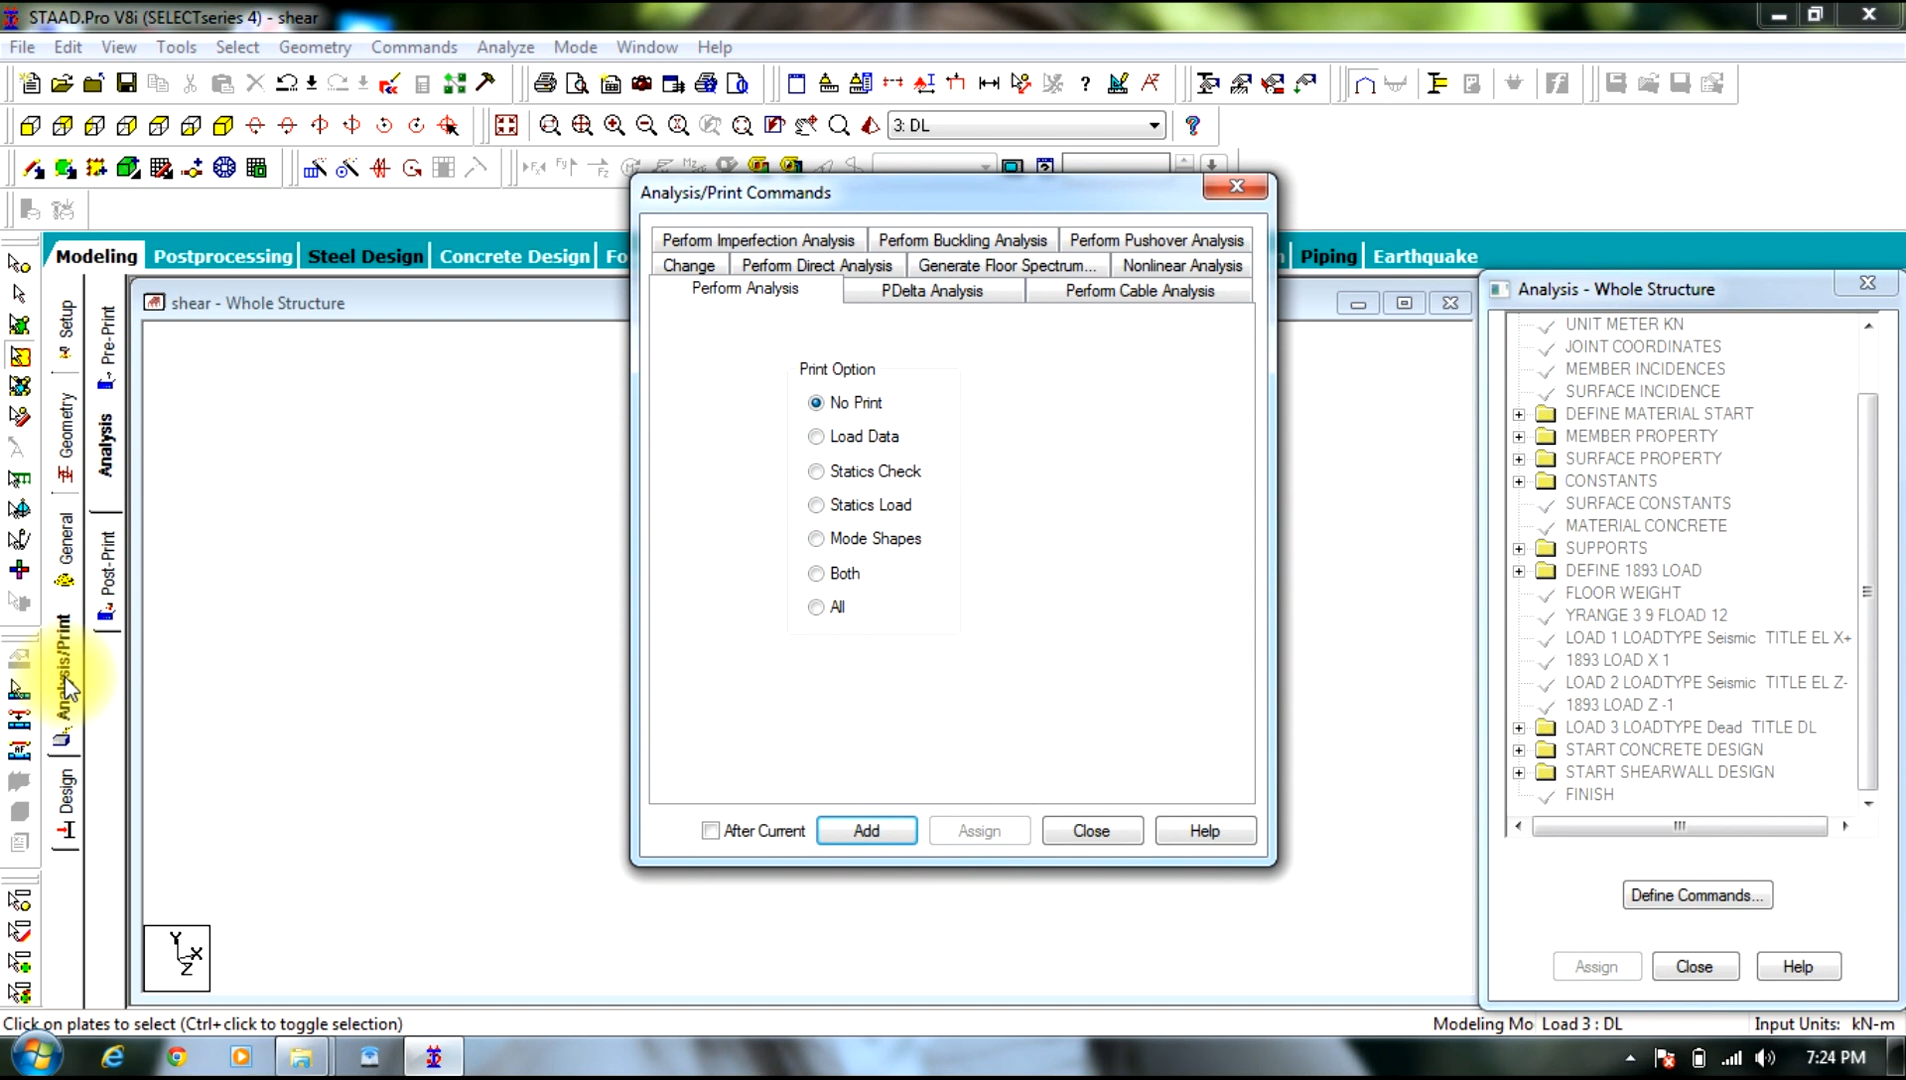 STAAD.Pro V8i (SELECTseries 4) - shear
File Edit View Tools Select Geometry Commands Analyze Mode Window Help
3: DL
Modeling Postprocessing Steel Design Concrete Design Fo Piping Earthquake
Setup
Geometry
General
Analysis/Print
Design
Pre-Print
Analysis
Post-Print
shear - Whole Structure
Analysis/Print Commands
Perform Imperfection Analysis Perform Buckling Analysis Perform Pushover Analysis
Change Perform Direct Analysis Generate Floor Spectrum... Nonlinear Analysis
Perform Analysis PDelta Analysis Perform Cable Analysis
Print Option
No Print
Load Data
Statics Check
Statics Load
Mode Shapes
Both
All
After Current Add Assign Close Help
Analysis - Whole Structure
UNIT METER KN
JOINT COORDINATES
MEMBER INCIDENCES
SURFACE INCIDENCE
DEFINE MATERIAL START
MEMBER PROPERTY
SURFACE PROPERTY
CONSTANTS
SURFACE CONSTANTS
MATERIAL CONCRETE
SUPPORTS
DEFINE 1893 LOAD
FLOOR WEIGHT
YRANGE 3 9 FLOAD 12
LOAD 1 LOADTYPE Seismic TITLE EL X+
1893 LOAD X 1
LOAD 2 LOADTYPE Seismic TITLE EL Z-
1893 LOAD Z -1
LOAD 3 LOADTYPE Dead TITLE DL
START CONCRETE DESIGN
START SHEARWALL DESIGN
FINISH
Define Commands...
Assign Close Help
Y
X
Z
Click on plates to select (Ctrl+click to toggle selection)
Modeling Mo Load 3 : DL Input Units: kN-m
7:24 PM